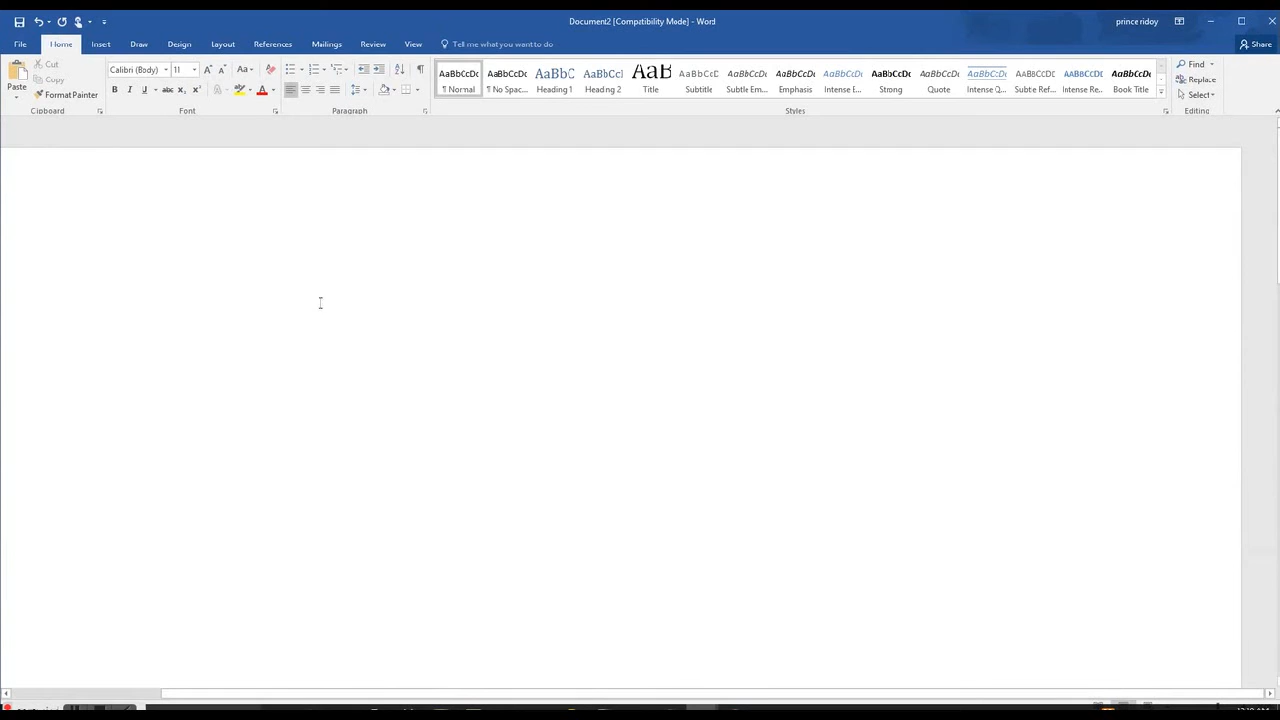 Document2 [Compatibility Mode] - Word
prince ridoy
File Home Insert Draw Design Layout References Mailings Review View Tell me what you want to do
Share
Paste
Cut
Copy
Format Painter
Clipboard
Calibri (Body) 11
Aa
B I U abc X₂ X²
A
Font
Paragraph
AaBbCcDc AaBbCcDc AaBbC AaBbCcI AaB AaBbCcD AaBbCcDc AaBbCcDc AaBbCcDc AaBbCcDc AaBbCcDc AaBbCcDc AABBCCDC AABBCCDC AaBbCcDc
¶ Normal ¶ No Spac... Heading 1 Heading 2 Title Subtitle Subtle Em... Emphasis Intense E... Strong Quote Intense Q... Subtle Ref... Intense Re... Book Title
Styles
Find
Replace
Select
Editing